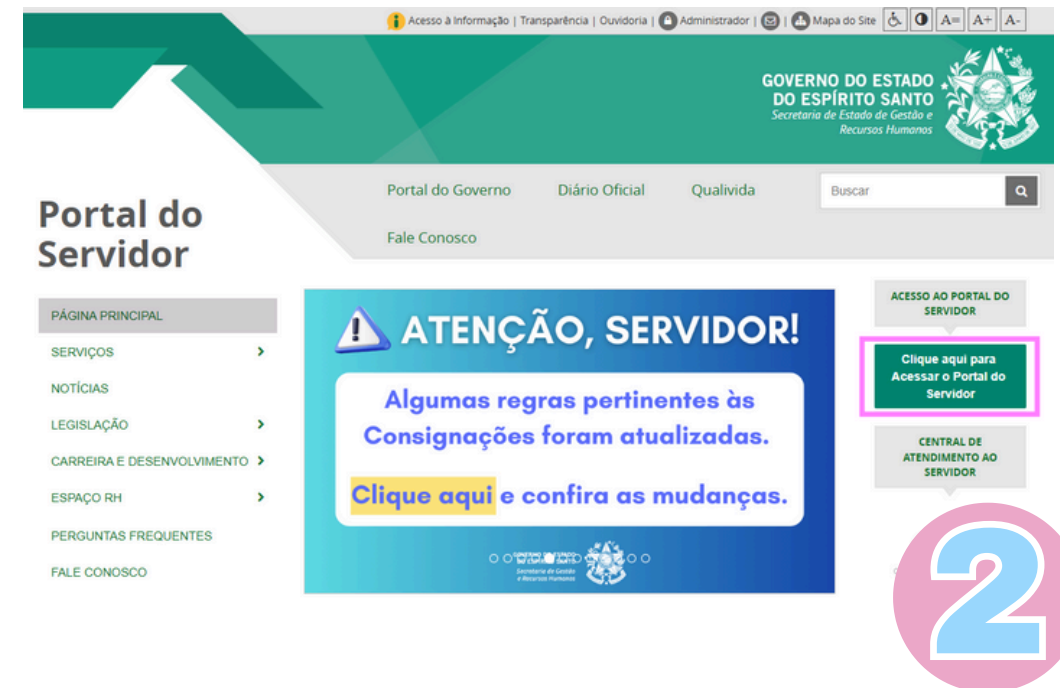 Acesso à Informação | Transparência | Ouvidoria | Administrador | | Mapa do Site A= A+ A-
GOVERNO DO ESTADO
DO ESPÍRITO SANTO
Secretaria de Estado de Gestão e
Recursos Humanos
Portal do Governo Diário Oficial Qualivida Buscar
Fale Conosco
Portal do
Servidor
PÁGINA PRINCIPAL
SERVIÇOS
NOTÍCIAS
LEGISLAÇÃO
CARREIRA E DESENVOLVIMENTO
ESPAÇO RH
PERGUNTAS FREQUENTES
FALE CONOSCO
ATENÇÃO, SERVIDOR!
Algumas regras pertinentes às
Consignações foram atualizadas.
Clique aqui e confira as mudanças.
Secretaria de Gestão
e Recursos Humanos
ACESSO AO PORTAL DO
SERVIDOR
Clique aqui para
Acessar o Portal do
Servidor
CENTRAL DE
ATENDIMENTO AO
SERVIDOR
2